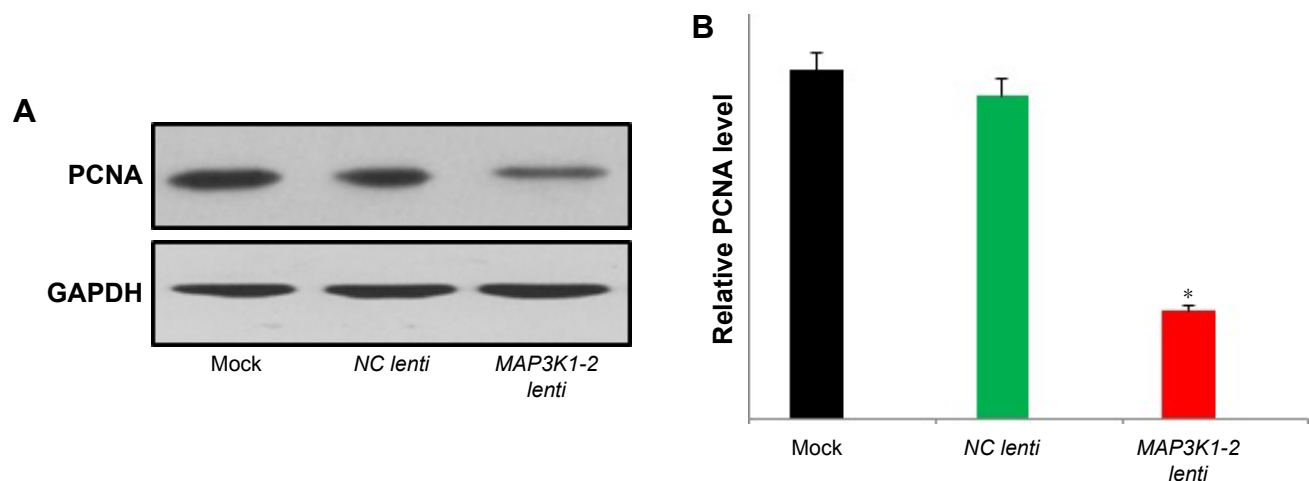 A
PCNA
GAPDH
Mock
NC lenti
MAP3K1-2
lenti
B
Relative PCNA level
*
Mock
NC lenti
MAP3K1-2
lenti